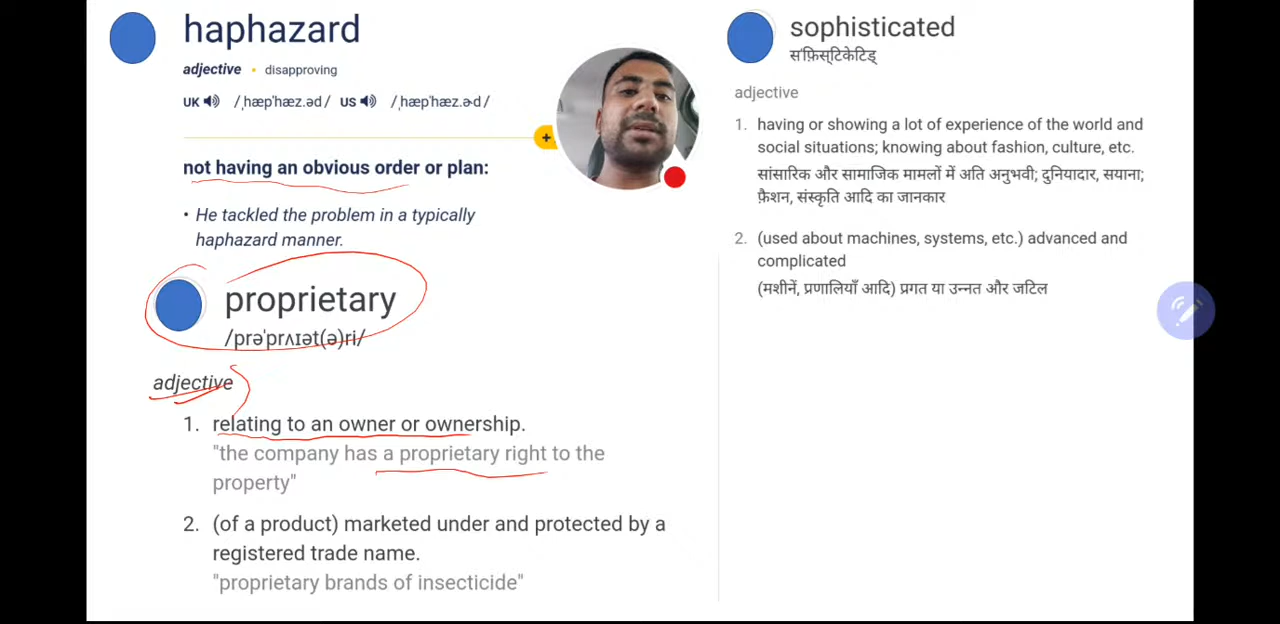 haphazard
adjective • disapproving
UK /ˌhæpˈhæz.əd/ US /ˌhæpˈhæz.ɚd/
not having an obvious order or plan:
• He tackled the problem in a typically
haphazard manner.
proprietary
/prəˈprʌɪət(ə)ri/
adjective
1. relating to an owner or ownership.
"the company has a proprietary right to the
property"
2. (of a product) marketed under and protected by a
registered trade name.
"proprietary brands of insecticide"
sophisticated
सॅफ़िस्टिकेटिड्
adjective
1. having or showing a lot of experience of the world and
social situations; knowing about fashion, culture, etc.
सांसारिक और सामाजिक मामलों में अति अनुभवी; दुनियादार, सयाना;
फ़ैशन, संस्कृति आदि का जानकार
2. (used about machines, systems, etc.) advanced and
complicated
(मशीनें, प्रणालियाँ आदि) प्रगत या उन्नत और जटिल